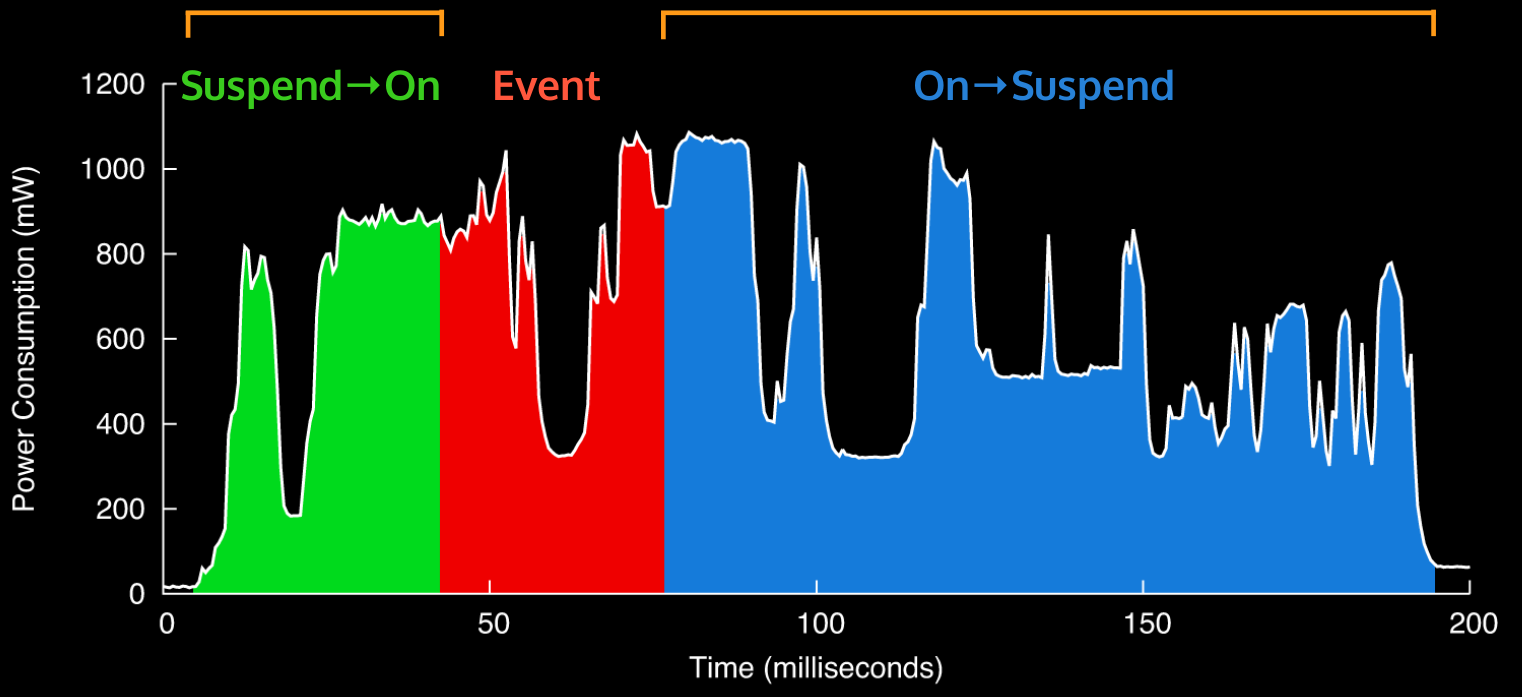 Suspend→On
Event
On→Suspend
1200
1000
800
600
400
200
0
Power Consumption (mW)
0
50
100
150
200
Time (milliseconds)